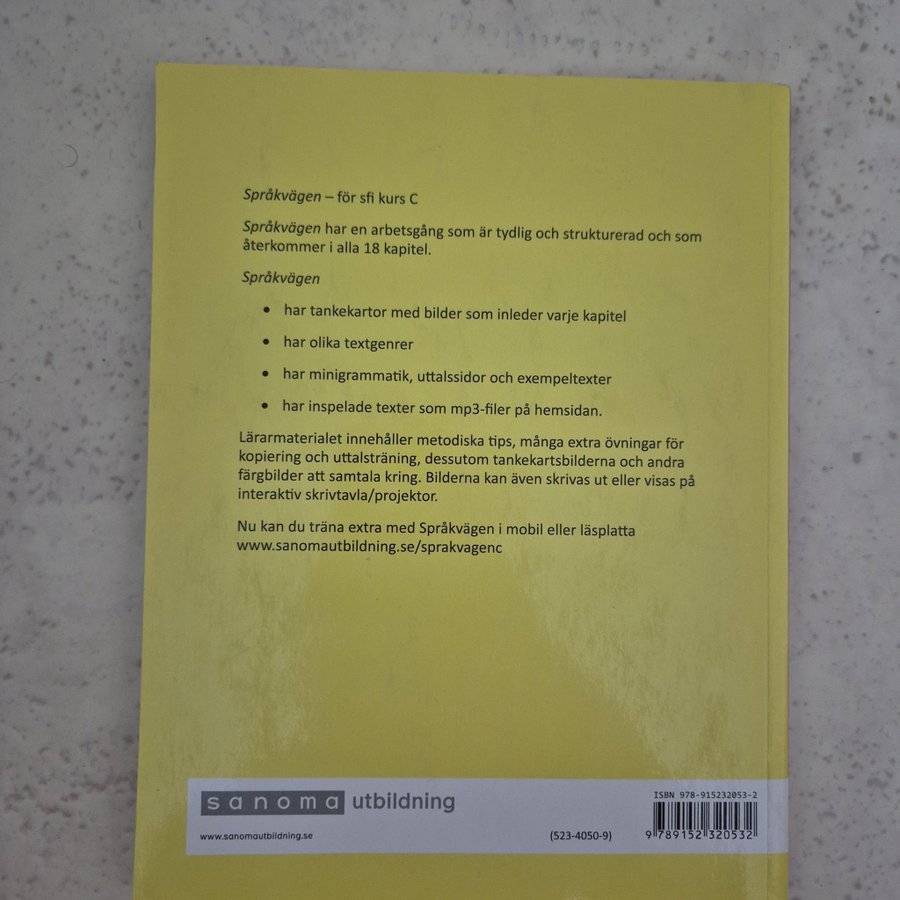 Språkvägen – för sfi kurs C
Språkvägen har en arbetsgång som är tydlig och strukturerad och som
återkommer i alla 18 kapitel.
Språkvägen
• har tankekartor med bilder som inleder varje kapitel
• har olika textgenrer
• har minigrammatik, uttalssidor och exempeltexter
• har inspelade texter som mp3-filer på hemsidan.
Lärarmaterialet innehåller metodiska tips, många extra övningar för
kopiering och uttalsträning, dessutom tankekartsbilderna och andra
färgbilder att samtala kring. Bilderna kan även skrivas ut eller visas på
interaktiv skrivtavla/projektor.
Nu kan du träna extra med Språkvägen i mobil eller läsplatta
www.sanomautbildning.se/sprakvagenc
sanoma utbildning
www.sanomautbildning.se
(523-4050-9)
ISBN 978-915232053-2
9 789152 320532